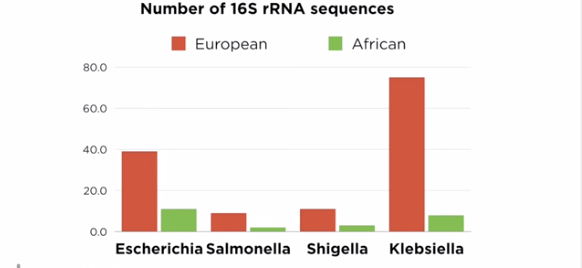 Number of 16S rRNA sequences
European African
80.0
60.0
40.0
20.0
0.0
Escherichia Salmonella Shigella Klebsiella